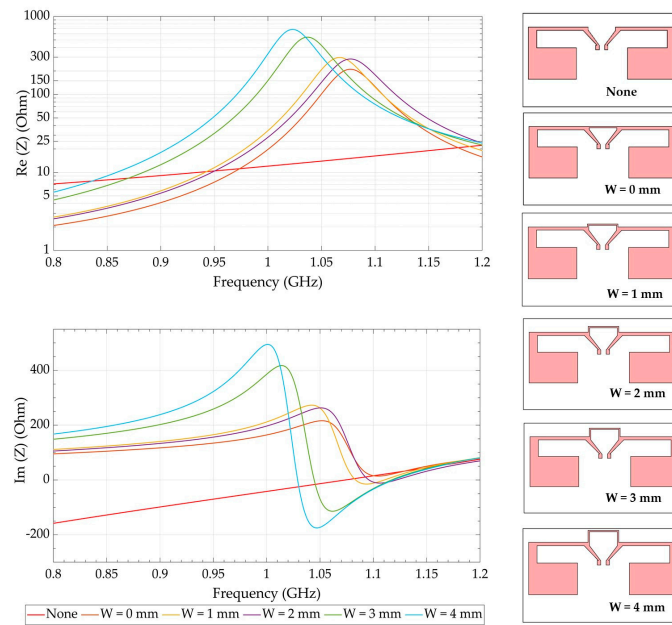 1000
300
150
100
50
25
10
5
1
Re (Z) (Ohm)
0.8 0.85 0.9 0.95 1 1.05 1.1 1.15 1.2
Frequency (GHz)
400
200
0
-200
Im (Z) (Ohm)
0.8 0.85 0.9 0.95 1 1.05 1.1 1.15 1.2
Frequency (GHz)
None W = 0 mm W = 1 mm W = 2 mm W = 3 mm W = 4 mm
None
W = 0 mm
W = 1 mm
W = 2 mm
W = 3 mm
W = 4 mm